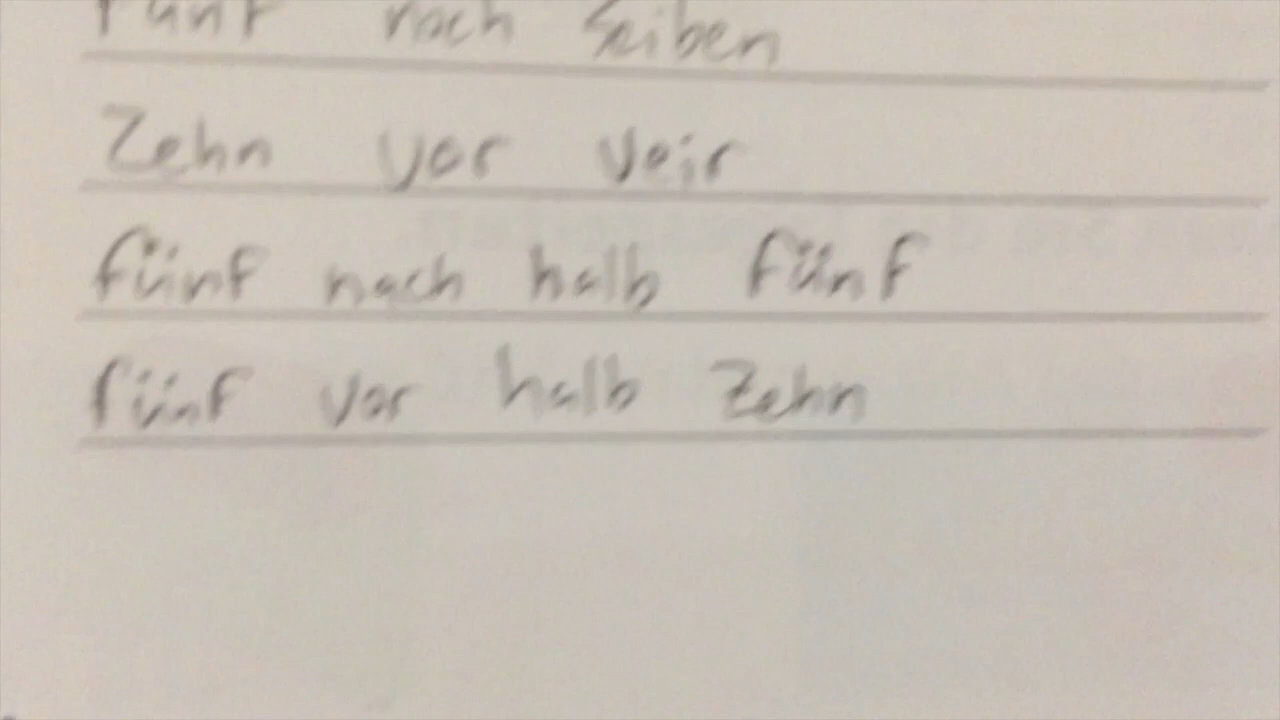 fünf nach Seiben
Zehn vor veir
fünf nach halb fünf
fünf vor halb Zehn